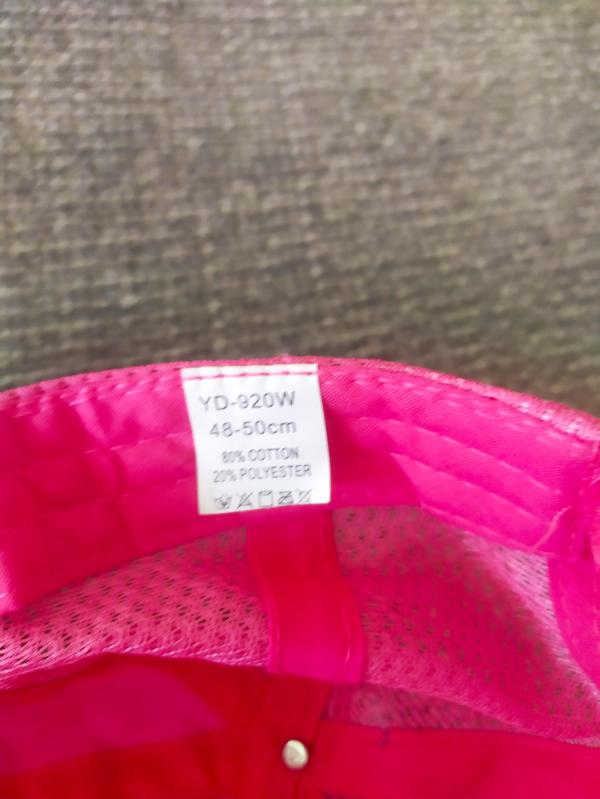 YD-920W
48-50cm
80% COTTON
20% POLYESTER